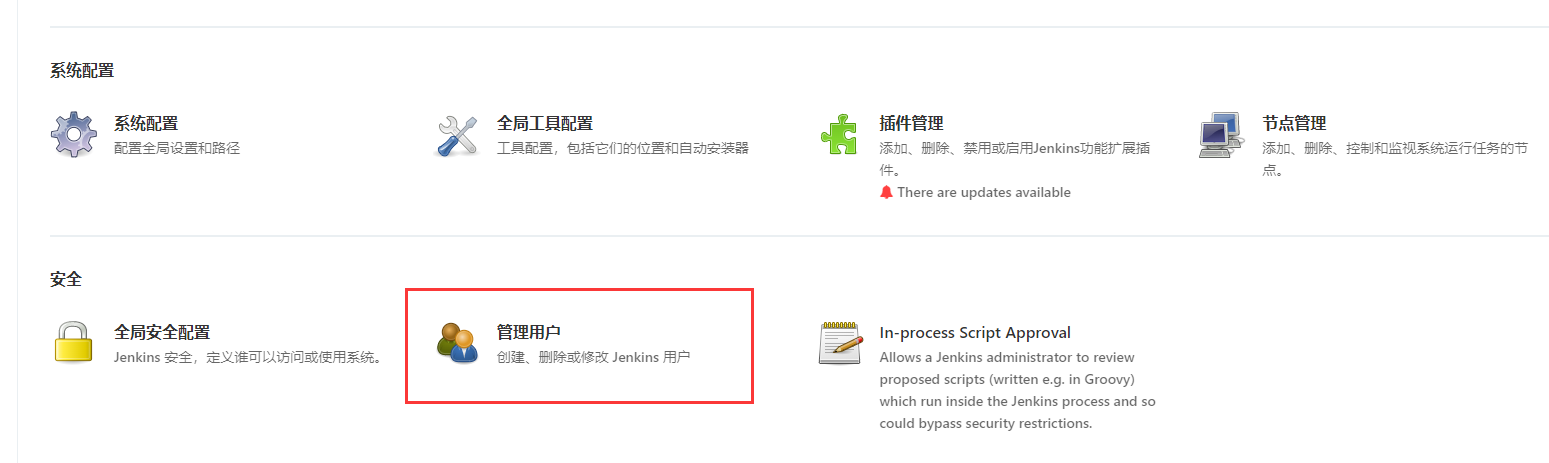 系统配置
系统配置
配置全局设置和路径
全局工具配置
工具配置，包括它们的位置和自动安装器
插件管理
添加、删除、禁用或启用Jenkins功能扩展插
件。
There are updates available
节点管理
添加、删除、控制和监视系统运行任务的节
点。
安全
全局安全配置
Jenkins 安全，定义谁可以访问或使用系统。
管理用户
创建、删除或修改 Jenkins 用户
In-process Script Approval
Allows a Jenkins administrator to review
proposed scripts (written e.g. in Groovy)
which run inside the Jenkins process and so
could bypass security restrictions.